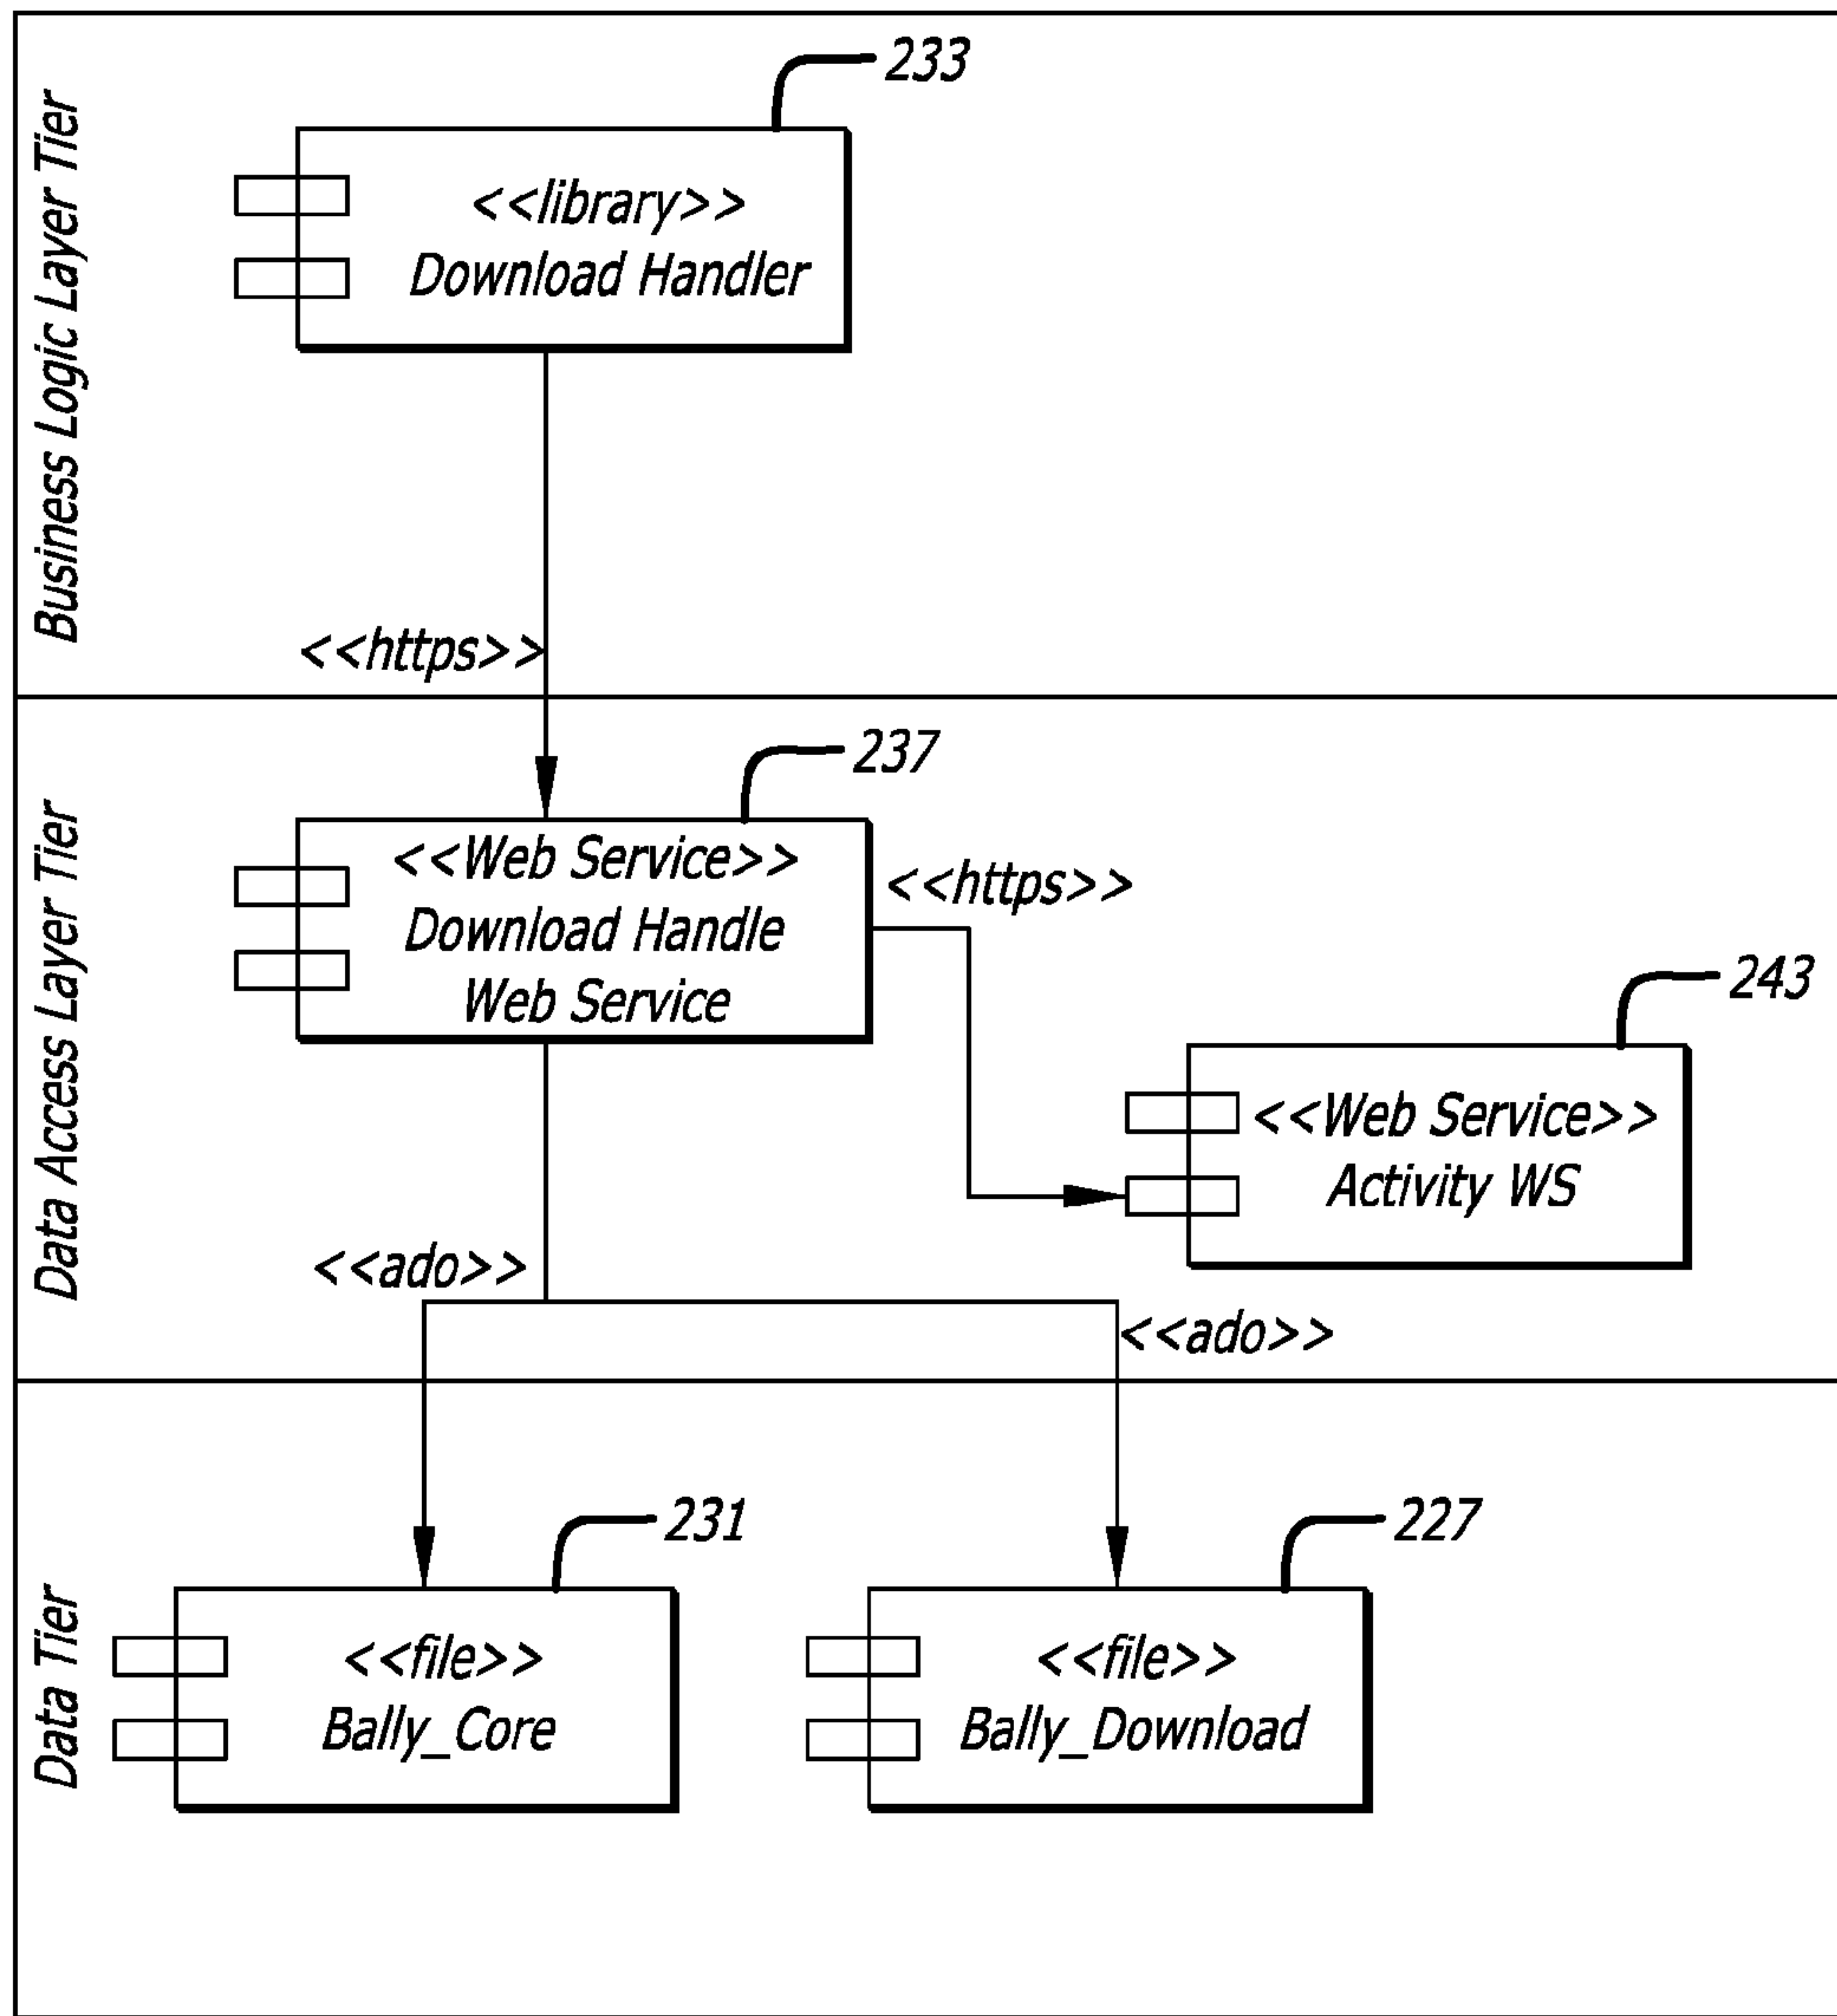 Business Logic Layer Tier
233
<<library>>
Download Handler
<<https>>
Data Access Layer Tier
237
<<Web Service>>
Download Handle
Web Service
<<https>>
243
<<Web Service>>
Activity WS
<<ado>>
<<ado>>
Data Tier
231
<<file>>
Bally_Core
227
<<file>>
Bally_Download